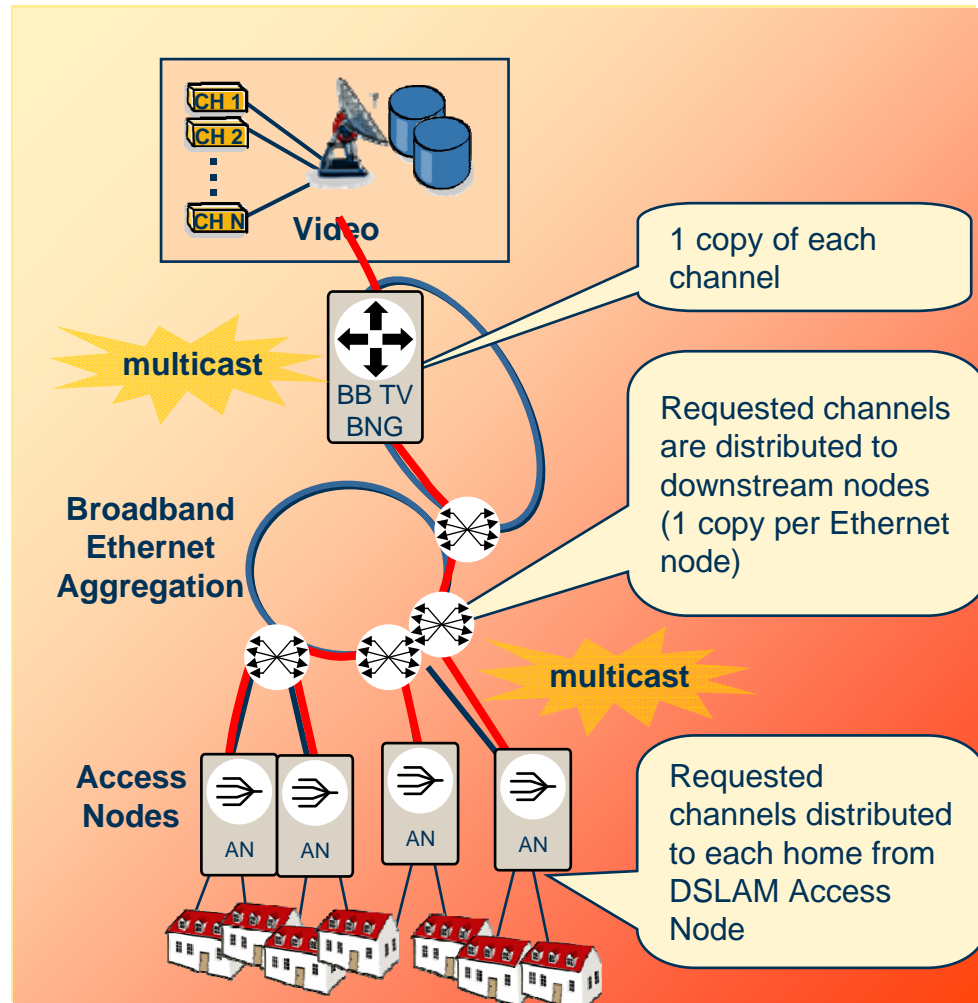 CH 1
CH 2
CH N
Video
1 copy of each
channel
multicast
BB TV
BNG
Requested channels
are distributed to
downstream nodes
(1 copy per Ethernet
node)
Broadband
Ethernet
Aggregation
multicast
Access
Nodes
AN
AN
AN
AN
Requested
channels distributed
to each home from
DSLAM Access
Node